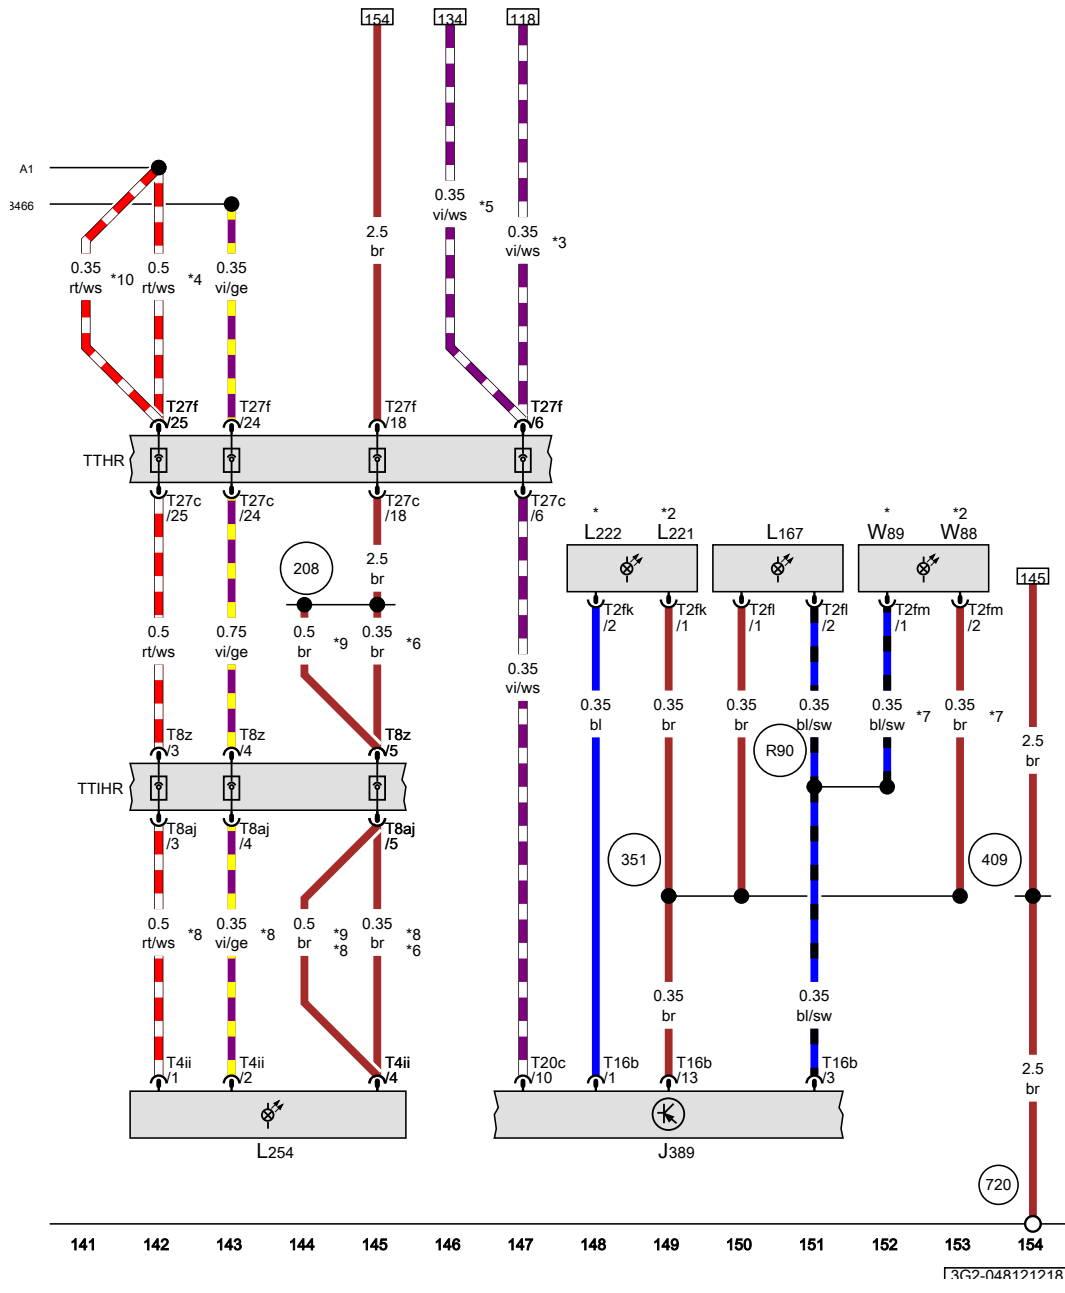 154 134 118
A1
0.35 vi/ws *5
2.5 br
0.35 vi/ws *3
0.35 rt/ws *10
0.5 rt/ws *4
0.35 vi/ge
T27f /25
T27f /24
T27f /18
T27f /6
TTHR
T27c /25
T27c /24
T27c /18
T27c /6
* L222
*2 L221
L167
* W89
*2 W88
208
2.5 br
145
T2fk /2
T2fk /1
T2fl /1
T2fl /2
T2fm /1
T2fm /2
0.5 rt/ws
0.75 vi/ge
0.5 br *9
0.35 br *6
0.35 vi/ws
0.35 bl
0.35 br
0.35 br
0.35 bl/sw
0.35 bl/sw *7
0.35 br *7
2.5 br
R90
T8z /3
T8z /4
T8z /5
TTIHR
T8aj /3
T8aj /4
T8aj /5
351
409
0.5 rt/ws *8
0.35 vi/ge *8
0.5 br *9 *8
0.35 br *8 *6
0.35 br
0.35 bl/sw
2.5 br
T4ii /1
T4ii /2
T4ii /4
T20c /10
T16b /1
T16b /13
T16b /3
L254
J389
720
141 142 143 144 145 146 147 148 149 150 151 152 153 154
3G2-048121218